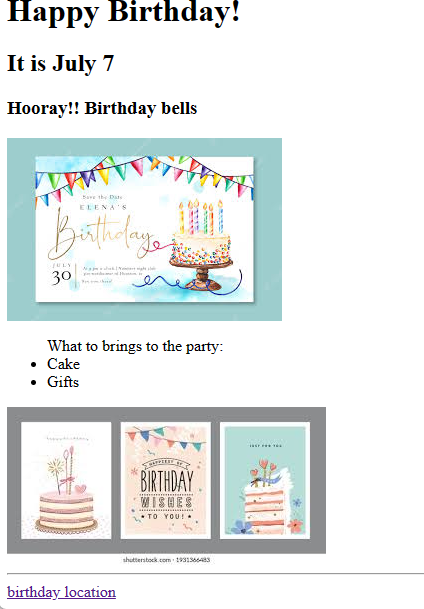 Happy Birthday!
It is July 7
Hooray!! Birthday bells
Save the Date
ELENA'S
Birthday
JULY
30
What to brings to the party:
Cake
Gifts
HAPPIEST OF
BIRTHDAY
WISHES
TO YOU!
JUST FOR YOU
shutterstock.com · 1931366483
birthday location